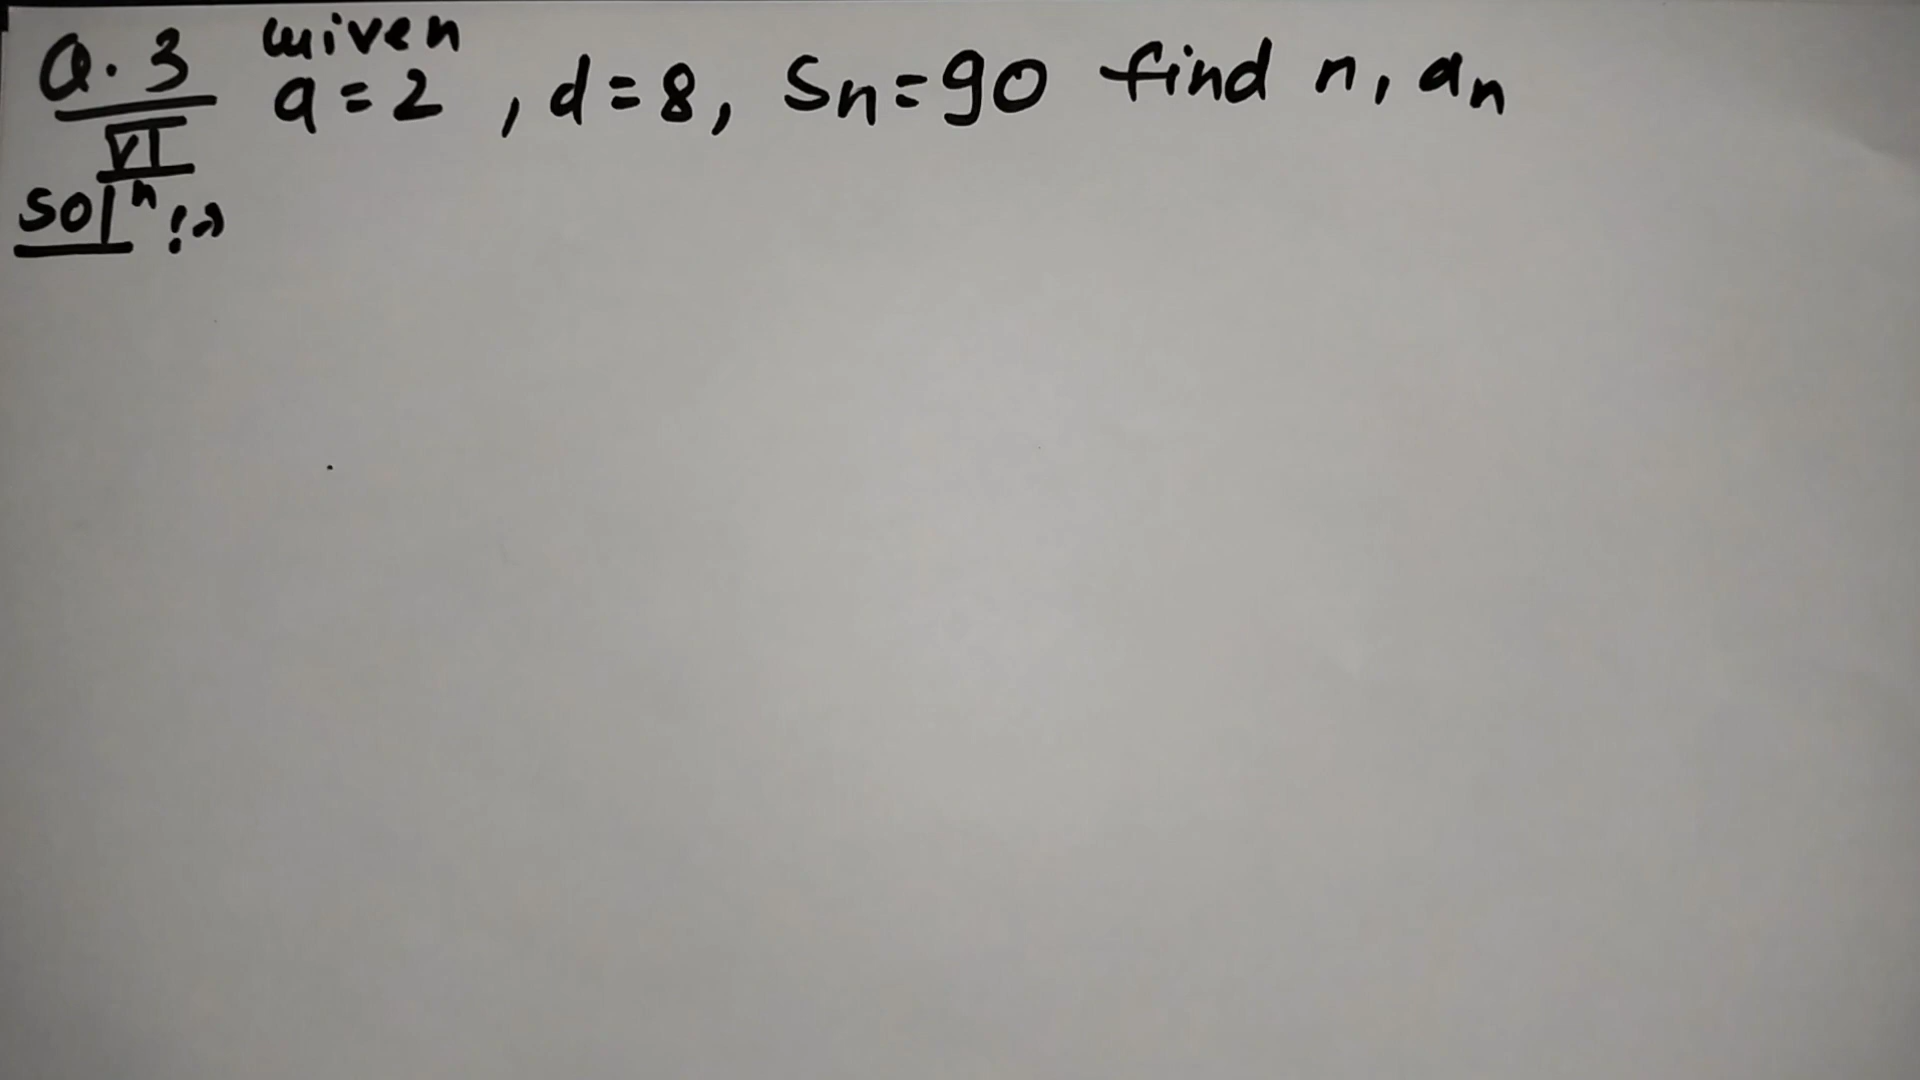 Q.3 Given
a=2, d=8, Sn=90 find n, an
VI
Solⁿ:→